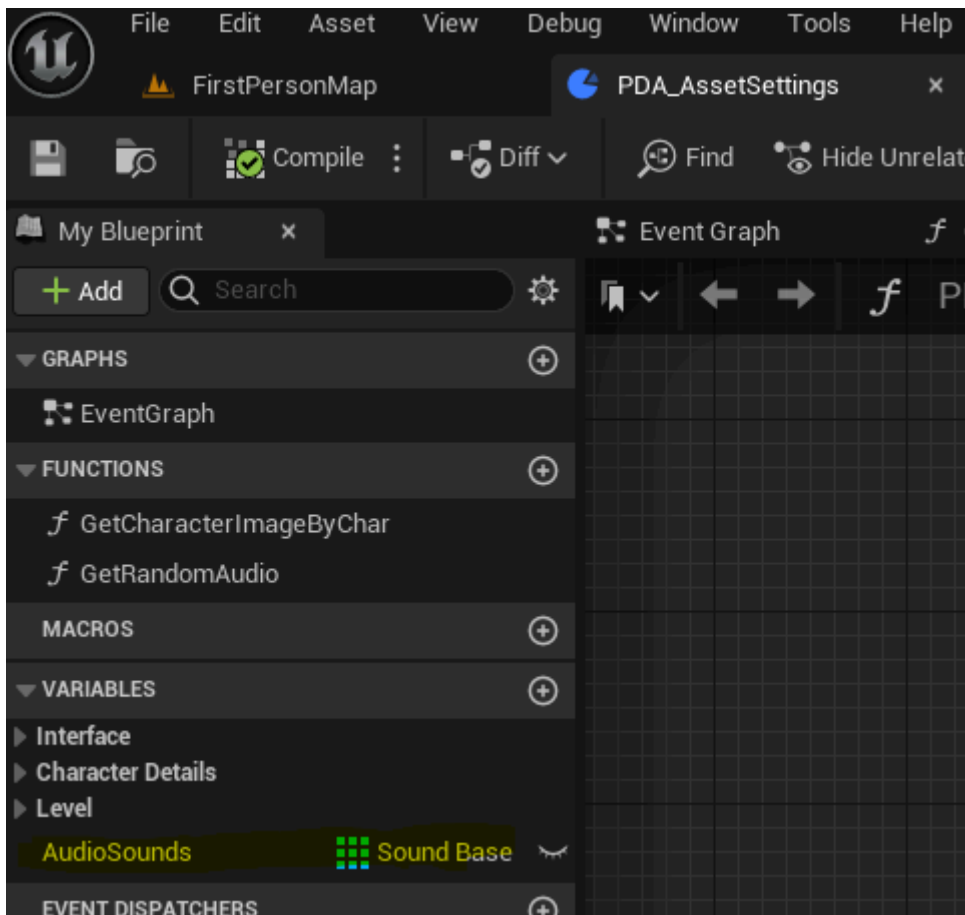 File Edit Asset View Debug Window Tools Help
FirstPersonMap PDA_AssetSettings
Compile Diff Find Hide Unrelat
My Blueprint Event Graph
Add Search
GRAPHS
EventGraph
FUNCTIONS
GetCharacterImageByChar
GetRandomAudio
MACROS
VARIABLES
Interface
Character Details
Level
AudioSounds Sound Base
EVENT DISPATCHERS